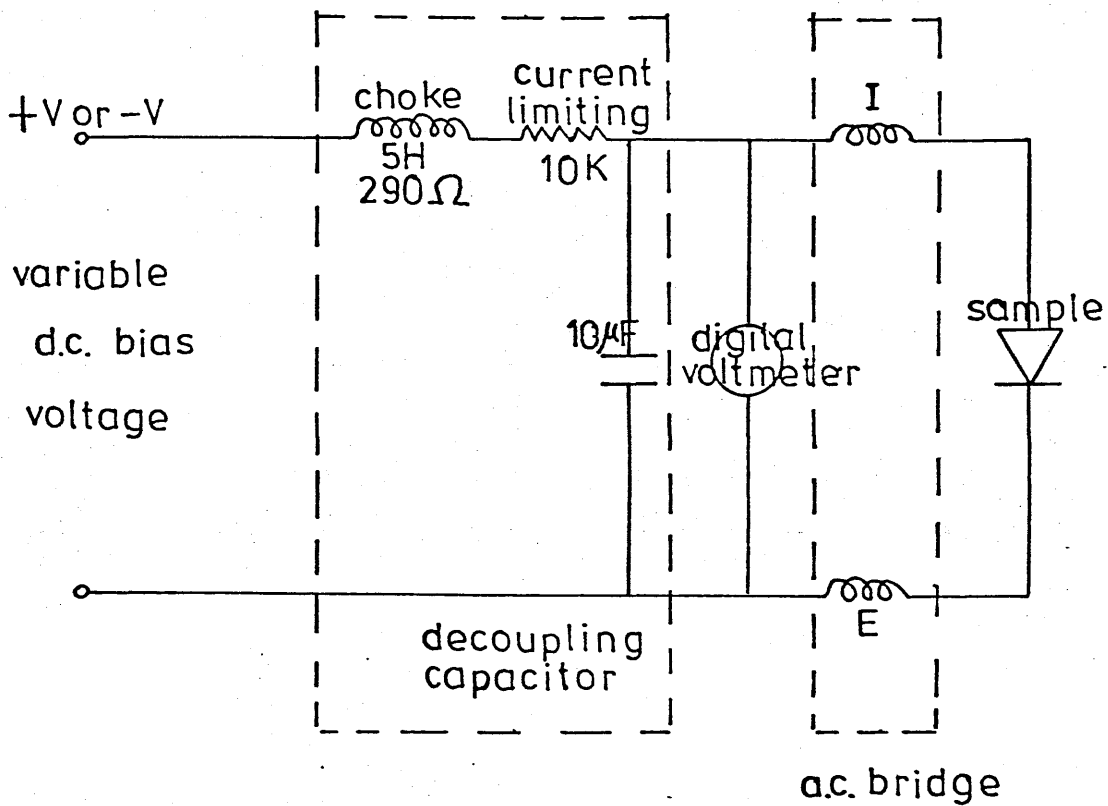 +V or -V
choke
5H
290Ω
current
limiting
10K
I
variable
d.c. bias
voltage
10µF
digital
voltmeter
sample
decoupling
capacitor
E
a.c. bridge